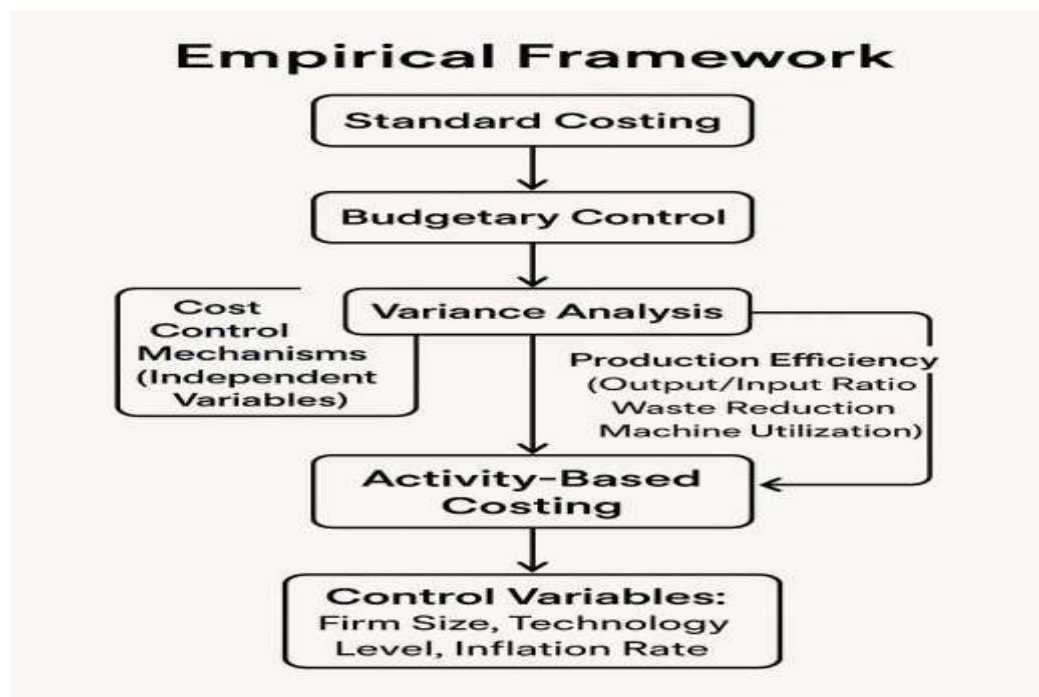 Empirical Framework
Standard Costing
Budgetary Control
Variance Analysis
Cost
Control
Mechanisms
(Independent
Variables)
Production Efficiency
(Output/Input Ratio
Waste Reduction
Machine Utilization)
Activity-Based
Costing
Control Variables:
Firm Size, Technology
Level, Inflation Rate